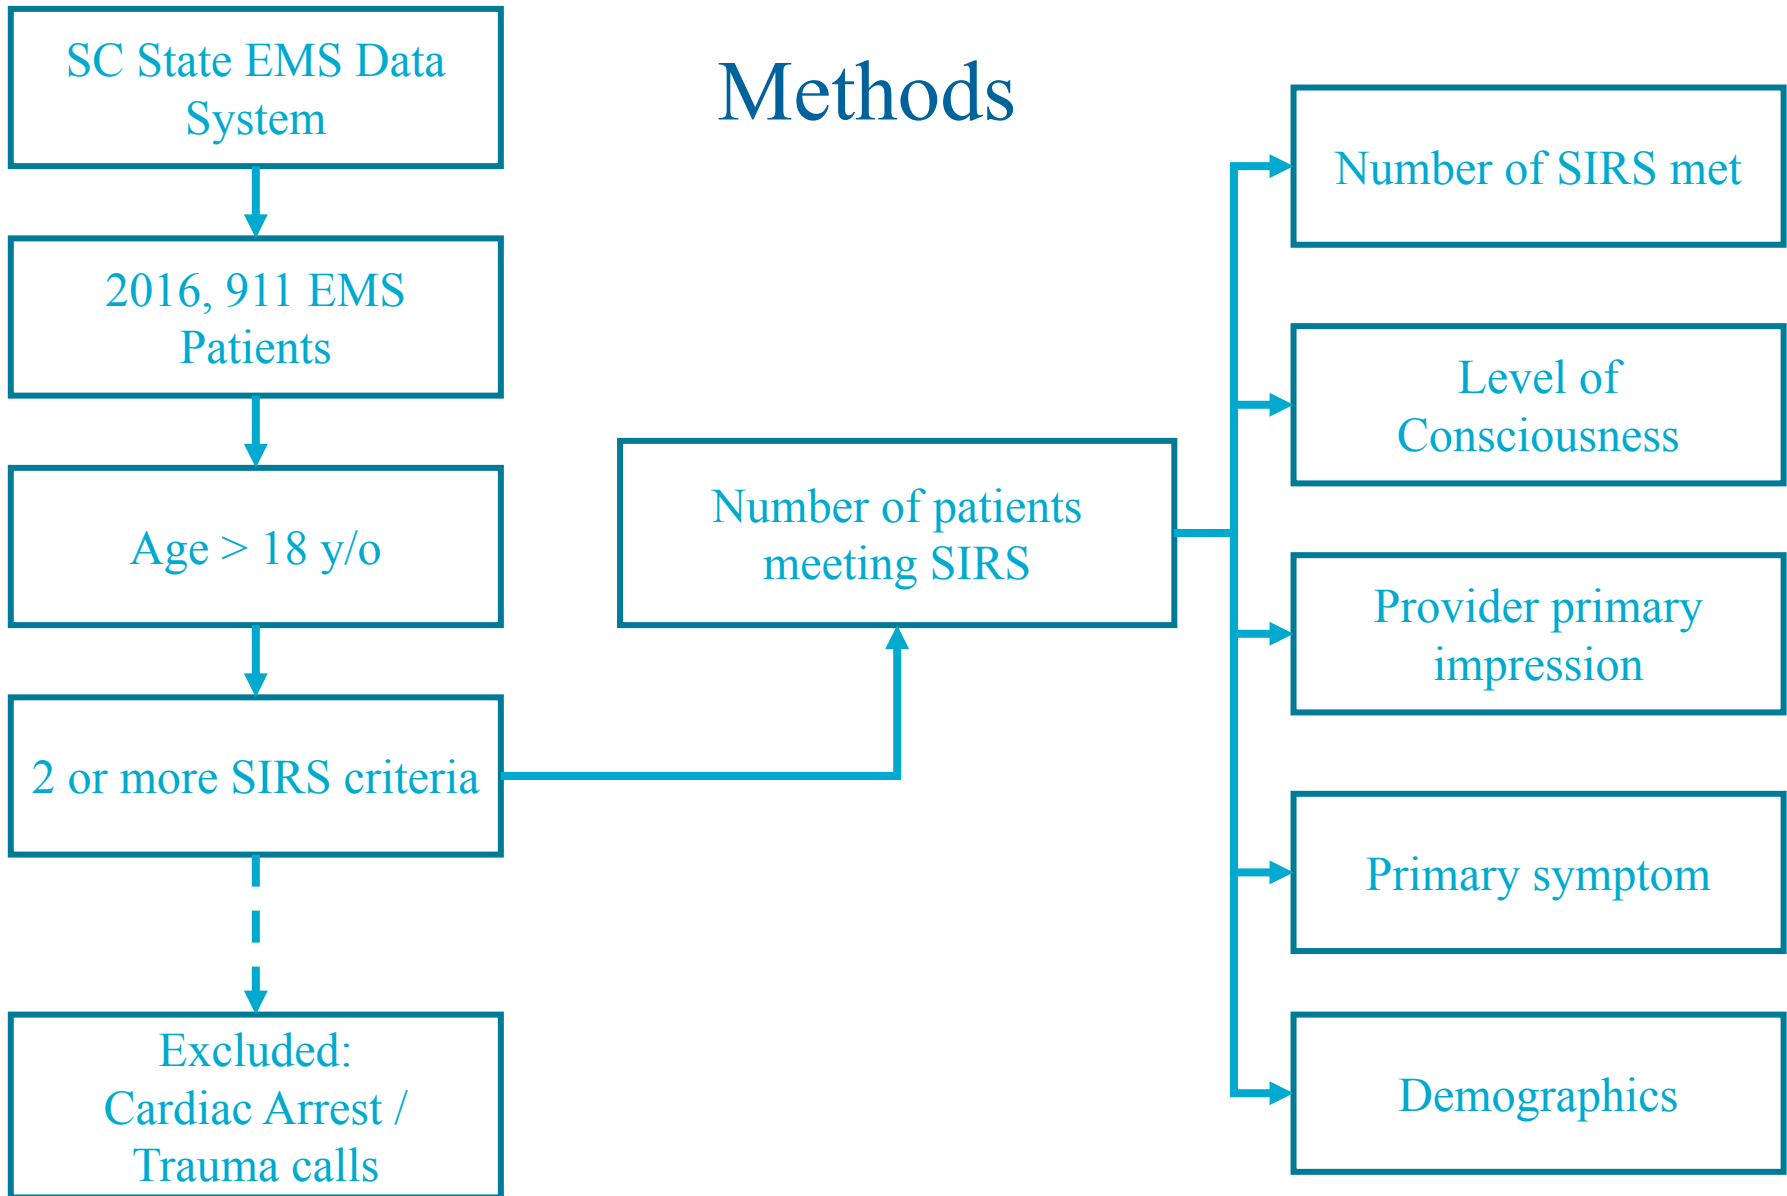 Methods
SC State EMS Data
System
2016, 911 EMS
Patients
Age > 18 y/o
2 or more SIRS criteria
Excluded:
Cardiac Arrest /
Trauma calls
Number of patients
meeting SIRS
Number of SIRS met
Level of
Consciousness
Provider primary
impression
Primary symptom
Demographics